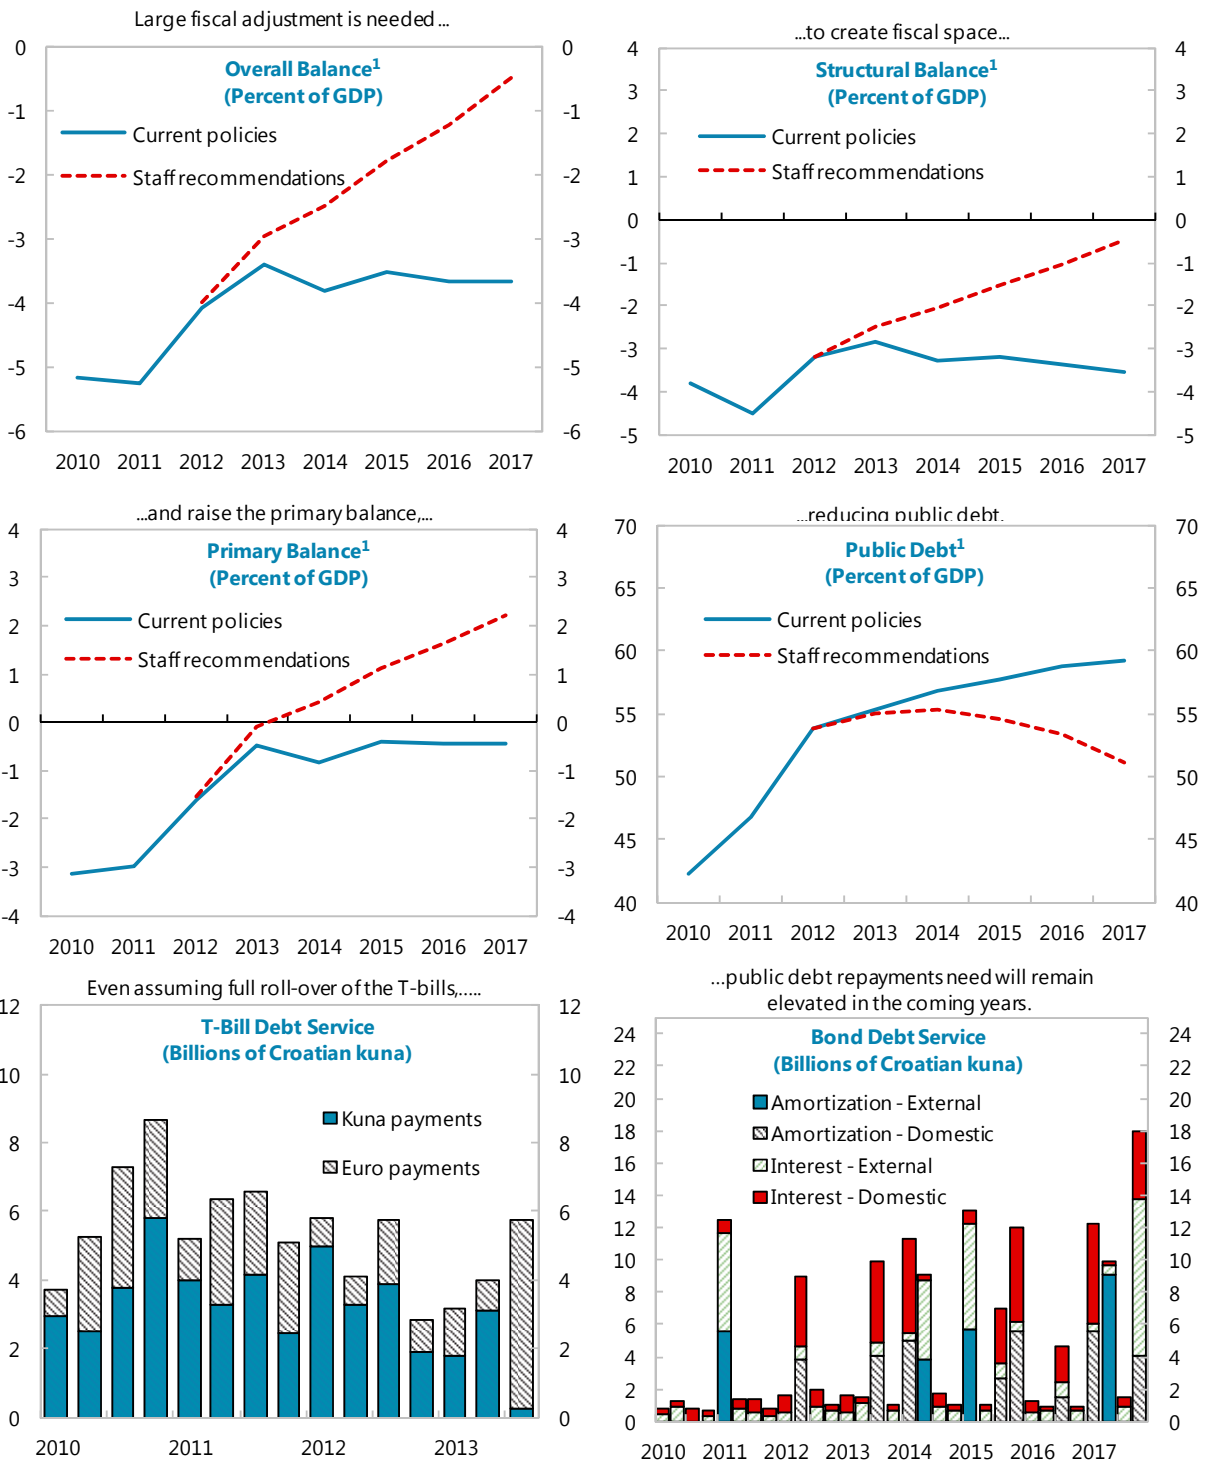 Large fiscal adjustment is needed ...
Overall Balance1
(Percent of GDP)
Current policies
Staff recommendations
0
-1
-2
-3
-4
-5
-6
0
-1
-2
-3
-4
-5
-6
2010 2011 2012 2013 2014 2015 2016 2017
...to create fiscal space...
Structural Balance1
(Percent of GDP)
Current policies
Staff recommendations
4
3
2
1
0
-1
-2
-3
-4
-5
4
3
2
1
0
-1
-2
-3
-4
-5
2010 2011 2012 2013 2014 2015 2016 2017
...and raise the primary balance,...
Primary Balance1
(Percent of GDP)
Current policies
Staff recommendations
4
3
2
1
0
-1
-2
-3
-4
4
3
2
1
0
-1
-2
-3
-4
2010 2011 2012 2013 2014 2015 2016 2017
...reducing public debt.
Public Debt1
(Percent of GDP)
Current policies
Staff recommendations
70
65
60
55
50
45
40
70
65
60
55
50
45
40
2010 2011 2012 2013 2014 2015 2016 2017
Even assuming full roll-over of the T-bills,.....
T-Bill Debt Service
(Billions of Croatian kuna)
Kuna payments
Euro payments
12
10
8
6
4
2
0
12
10
8
6
4
2
0
2010 2011 2012 2013
...public debt repayments need will remain
elevated in the coming years.
Bond Debt Service
(Billions of Croatian kuna)
Amortization - External
Amortization - Domestic
Interest - External
Interest - Domestic
24
22
20
18
16
14
12
10
8
6
4
2
0
24
22
20
18
16
14
12
10
8
6
4
2
0
2010 2011 2012 2013 2014 2015 2016 2017